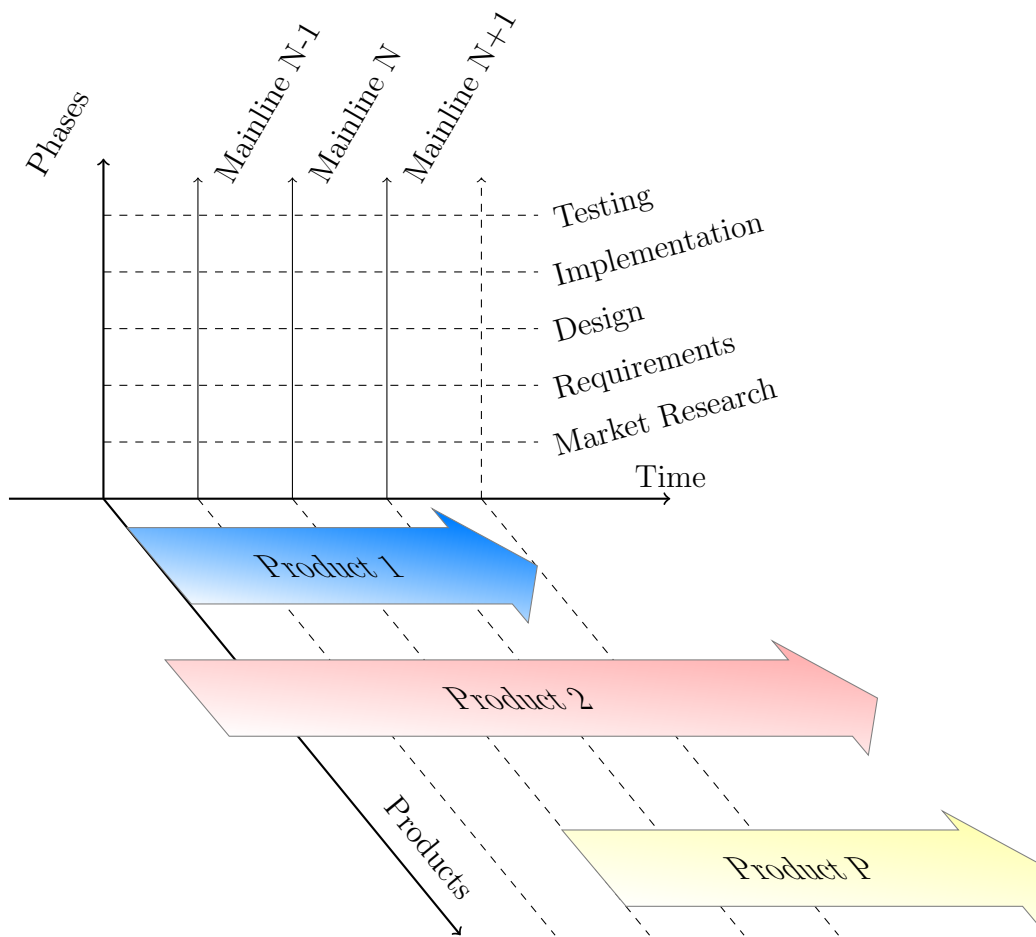 Phases
Mainline N-1
Mainline N
Mainline N+1
Testing
Implementation
Design
Requirements
Market Research
Time
Product 1
Product 2
Products
Product P